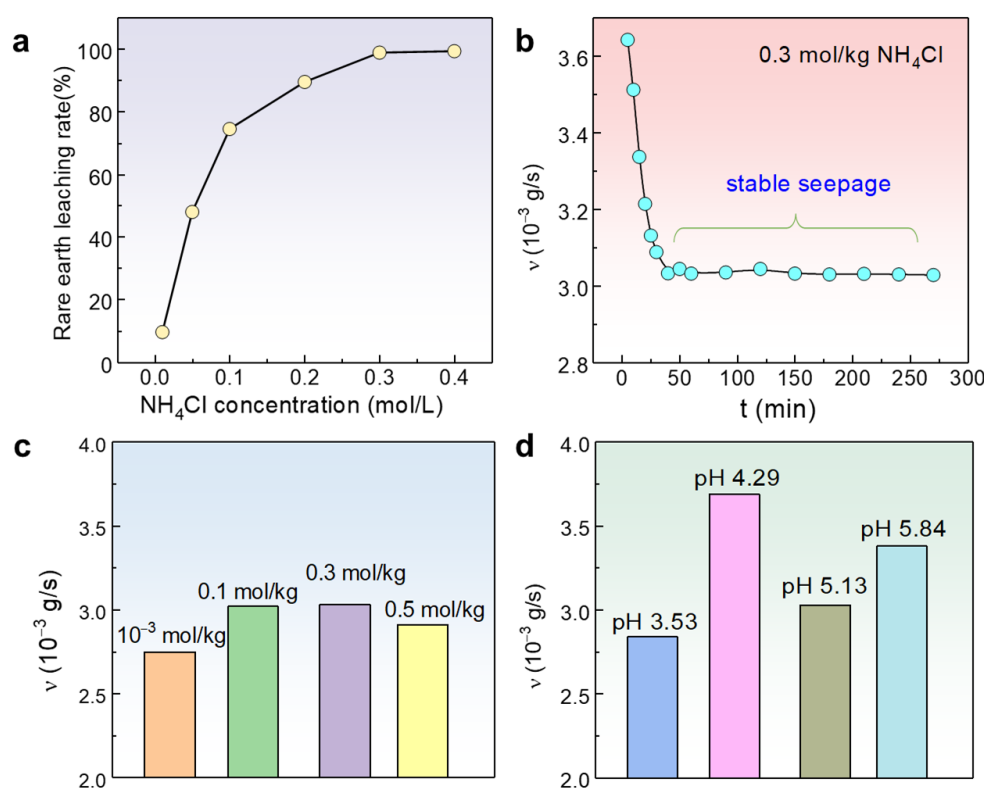 a
Rare earth leaching rate(%)
100
80
60
40
20
0
0.0 0.1 0.2 0.3 0.4
NH₄Cl concentration (mol/L)
b
0.3 mol/kg NH₄Cl
stable seepage
ν (10⁻³ g/s)
3.6
3.4
3.2
3.0
2.8
0 50 100 150 200 250 300
t (min)
c
ν (10⁻³ g/s)
4.0
3.5
3.0
2.5
2.0
10⁻³ mol/kg
0.1 mol/kg
0.3 mol/kg
0.5 mol/kg
d
ν (10⁻³ g/s)
4.0
3.5
3.0
2.5
2.0
pH 3.53
pH 4.29
pH 5.13
pH 5.84